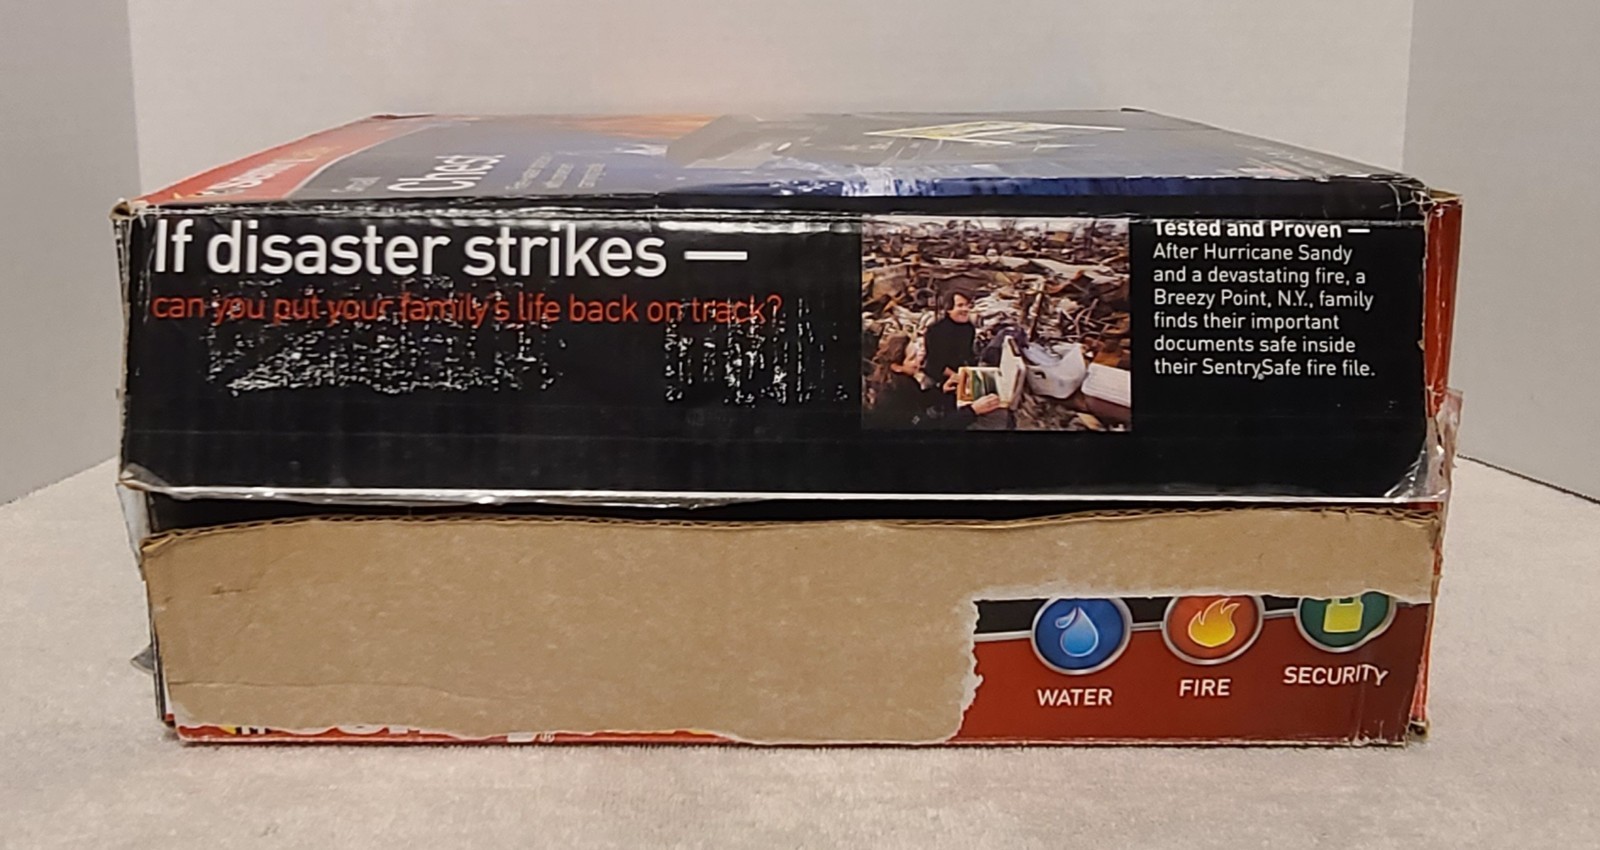 Small
Chest
If disaster strikes —
can you put your family's life back on track?
Tested and Proven —
After Hurricane Sandy
and a devastating fire, a
Breezy Point, N.Y., family
finds their important
documents safe inside
their SentrySafe fire file.
WATER
FIRE
SECURITY
®